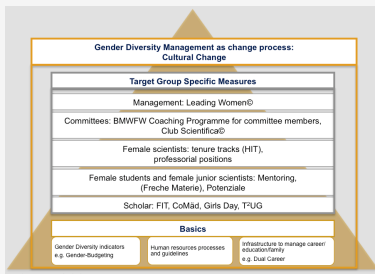 Gender Diversity Management as change process:
Cultural Change
Target Group Specific Measures
Management: Leading Women©
Committees: BMWFW Coaching Programme for committee members,
Club Scientifica©
Female scientists: tenure tracks (HIT),
professorial positions
Female students and female junior scientists: Mentoring,
(Freche Materie), Potenziale
Scholar: FIT, CoMäd, Girls Day, T²UG
Basics
Gender Diversity indicators
e.g. Gender-Budgeting
Human resources processes
and guidelines
Infrastructure to manage career/
education/family
e.g. Dual Career